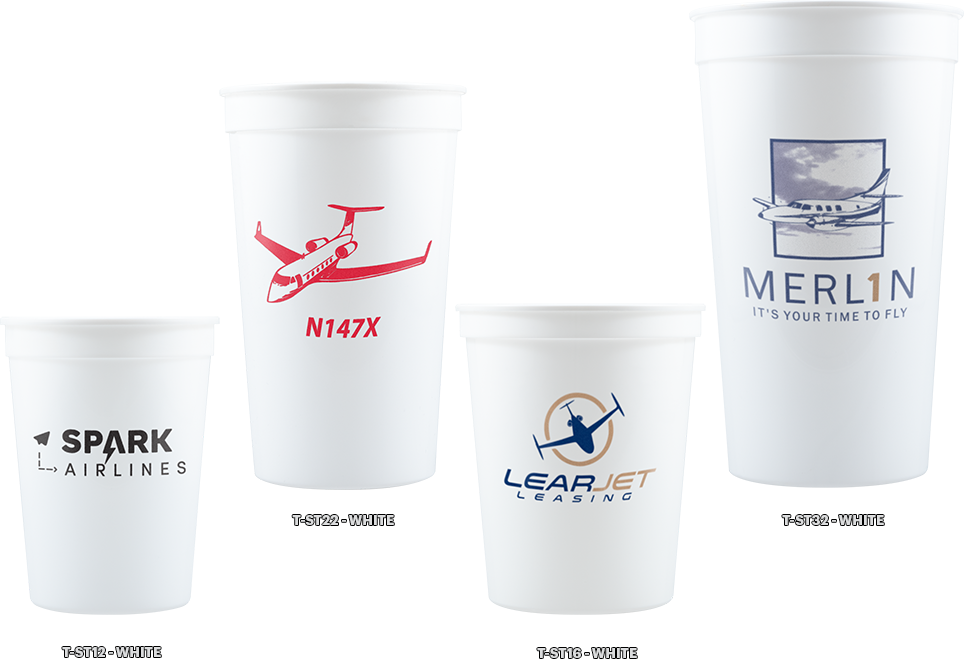 SPARK
AIRLINES
T-ST12 - WHITE
N147X
T-ST22 - WHITE
LEARJET
LEASING
T-ST16 - WHITE
MERL1N
IT'S YOUR TIME TO FLY
T-ST32 - WHITE